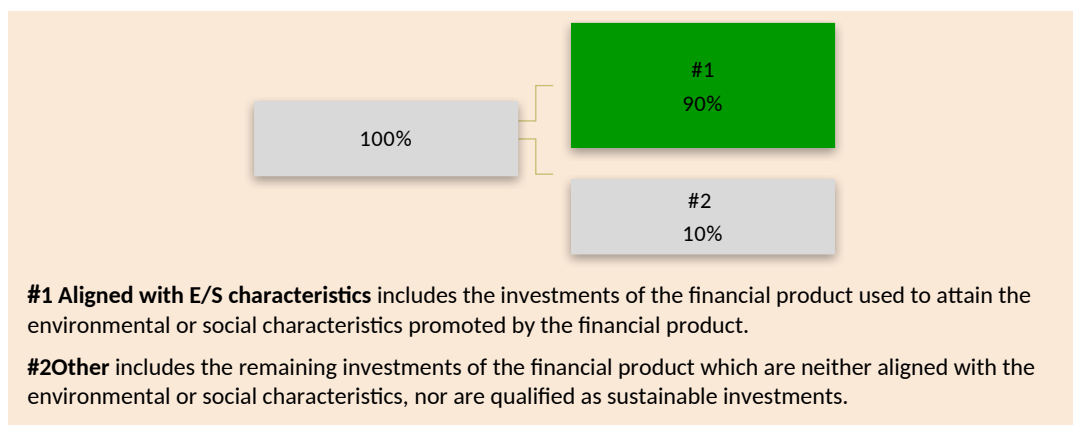 #1
90%
100%
#2
10%
#1 Aligned with E/S characteristics includes the investments of the financial product used to attain the
environmental or social characteristics promoted by the financial product.
#2Other includes the remaining investments of the financial product which are neither aligned with the
environmental or social characteristics, nor are qualified as sustainable investments.